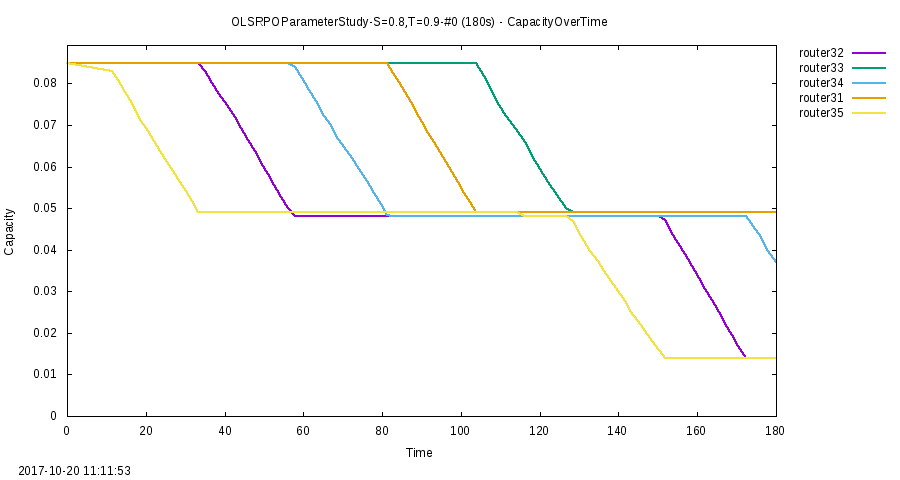 OLSRPOParameterStudy-S=0.8,T=0.9-#0 (180s) - CapacityOverTime
router32
router33
router34
router31
router35
0.08
0.07
0.06
0.05
0.04
0.03
0.02
0.01
0
Capacity
0 20 40 60 80 100 120 140 160 180
Time
2017-10-20 11:11:53